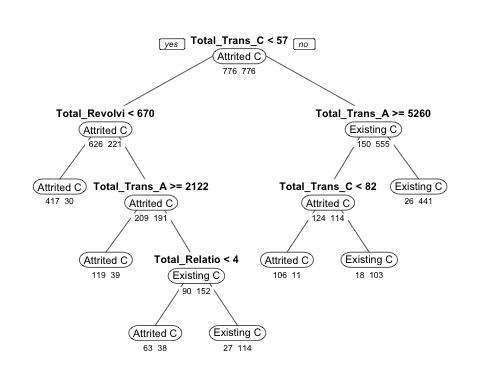 yes Total_Trans_C < 57 no
Attrited C
776 776
Total_Revolvi < 670 Total_Trans_A >= 5260
Attrited C Existing C
626 221 150 555
Attrited C Total_Trans_A >= 2122 Total_Trans_C < 82 Existing C
417 30 Attrited C Attrited C 26 441
209 191 124 114
Attrited C Total_Relatio < 4 Attrited C Existing C
119 39 Existing C 106 11 18 103
90 152
Attrited C Existing C
63 38 27 114